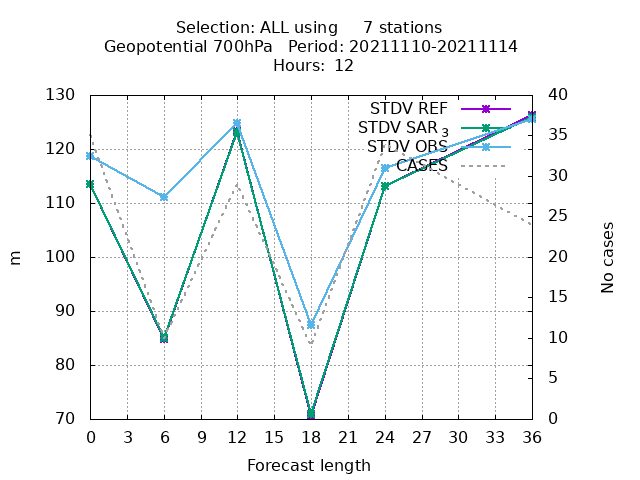 Selection: ALL using     7 stations
Geopotential 700hPa   Period: 20211110-20211114
Hours: 12
130 40
STDV REF
STDV SAR 3
35
120
STDV OBS
CASES
30
110
25
100 20
m
No cases
15
90
10
80
5
70 0
0 3 6 9 12 15 18 21 24 27 30 33 36
Forecast length